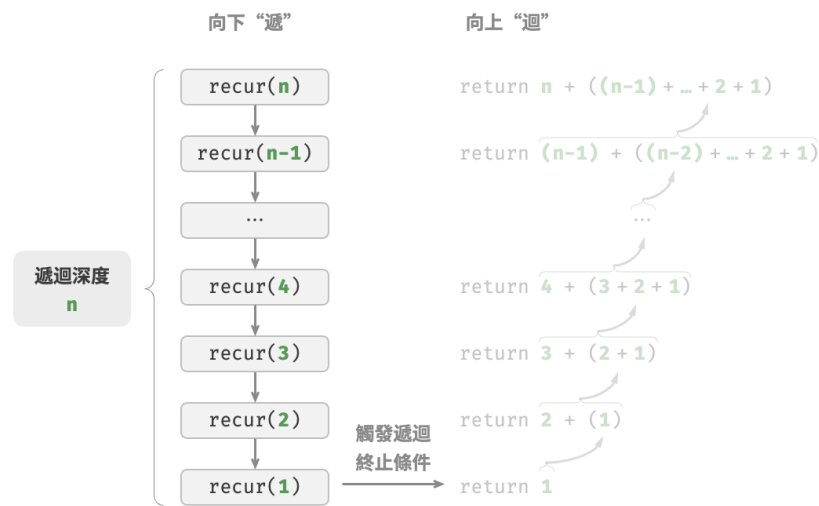 向下“遞”
向上“迴”
recur(n)
return n + ((n-1) + … + 2 + 1)
recur(n-1)
return (n-1) + ((n-2) + … + 2 + 1)
…
…
遞迴深度
n
recur(4)
return 4 + (3 + 2 + 1)
recur(3)
return 3 + (2 + 1)
recur(2)
return 2 + (1)
觸發遞迴
終止條件
recur(1)
return 1